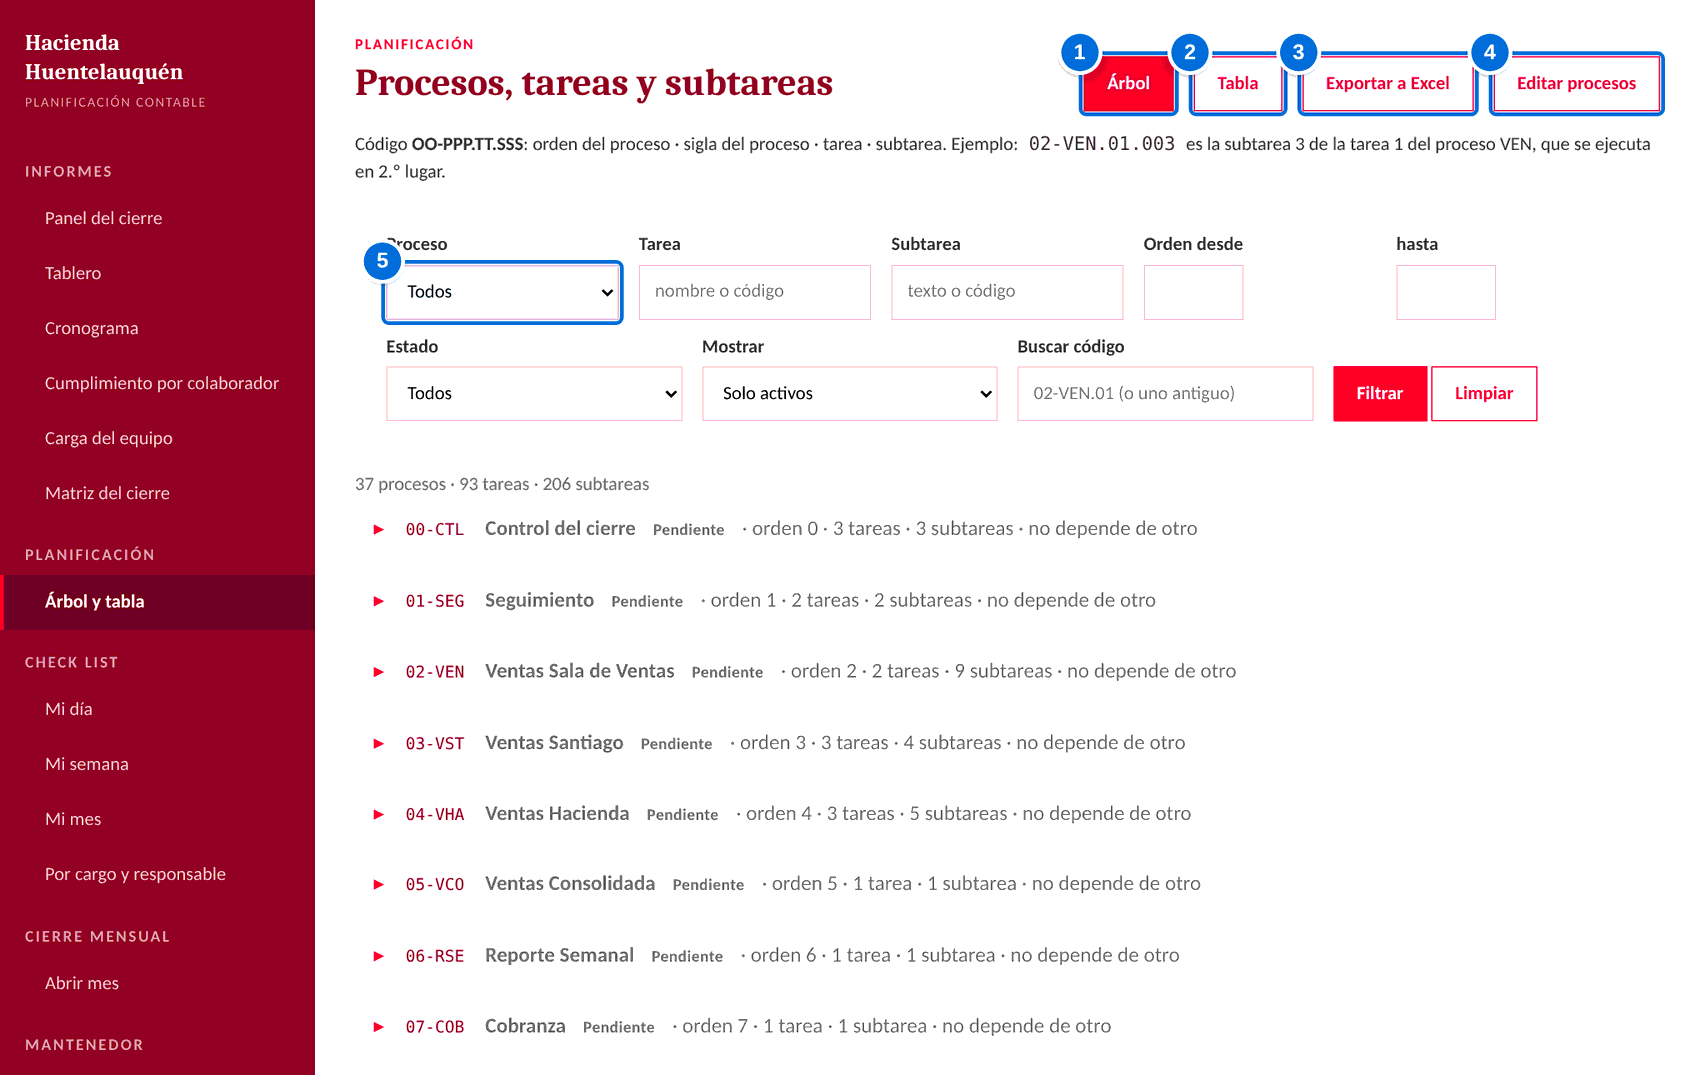 Hacienda
Huentelauquén
PLANIFICACIÓN CONTABLE
INFORMES
Panel del cierre
Tablero
Cronograma
Cumplimiento por colaborador
Carga del equipo
Matriz del cierre
PLANIFICACIÓN
Árbol y tabla
CHECK LIST
Mi día
Mi semana
Mi mes
Por cargo y responsable
CIERRE MENSUAL
Abrir mes
MANTENEDOR
PLANIFICACIÓN
Procesos, tareas y subtareas
1 Árbol 2 Tabla 3 Exportar a Excel 4 Editar procesos
Código OO-PPP.TT.SSS: orden del proceso · sigla del proceso · tarea · subtarea. Ejemplo: 02-VEN.01.003 es la subtarea 3 de la tarea 1 del proceso VEN, que se ejecuta
en 2.º lugar.
Proceso Tarea Subtarea Orden desde hasta
5 Todos nombre o código texto o código
Estado Mostrar Buscar código
Todos Solo activos 02-VEN.01 (o uno antiguo) Filtrar Limpiar
37 procesos · 93 tareas · 206 subtareas
► 00-CTL Control del cierre Pendiente · orden 0 · 3 tareas · 3 subtareas · no depende de otro
► 01-SEG Seguimiento Pendiente · orden 1 · 2 tareas · 2 subtareas · no depende de otro
► 02-VEN Ventas Sala de Ventas Pendiente · orden 2 · 2 tareas · 9 subtareas · no depende de otro
► 03-VST Ventas Santiago Pendiente · orden 3 · 3 tareas · 4 subtareas · no depende de otro
► 04-VHA Ventas Hacienda Pendiente · orden 4 · 3 tareas · 5 subtareas · no depende de otro
► 05-VCO Ventas Consolidada Pendiente · orden 5 · 1 tarea · 1 subtarea · no depende de otro
► 06-RSE Reporte Semanal Pendiente · orden 6 · 1 tarea · 1 subtarea · no depende de otro
► 07-COB Cobranza Pendiente · orden 7 · 1 tarea · 1 subtarea · no depende de otro